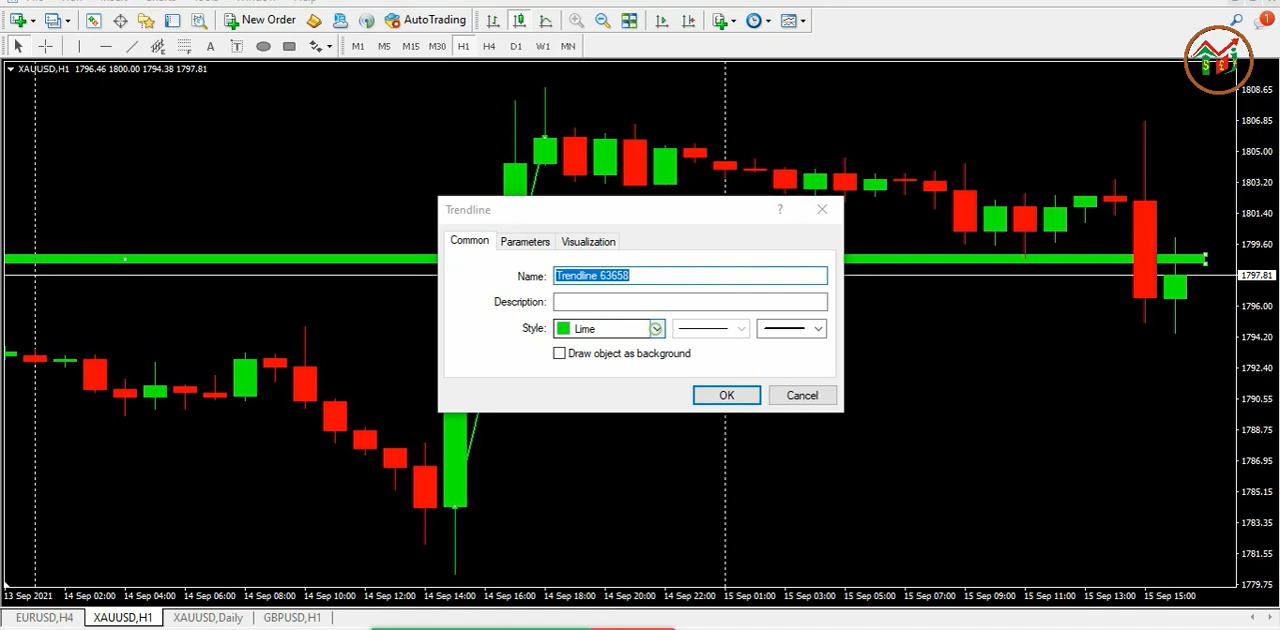 New Order
AutoTrading
1
A
T
M1 M5 M15 M30 H1 H4 D1 W1 MN
$ £ ¥
XAUUSD,H1 1796.46 1800.00 1794.38 1797.81
1808.65
1806.85
1805.00
1803.20
1801.40
1799.60
1797.81
1796.00
1794.20
1792.40
1790.55
1788.75
1786.95
1785.15
1783.35
1781.55
1779.75
Trendline
?
Common Parameters Visualization
Name: Trendline 63658
Description:
Style: Lime
Draw object as background
OK Cancel
13 Sep 2021 14 Sep 02:00 14 Sep 04:00 14 Sep 06:00 14 Sep 08:00 14 Sep 10:00 14 Sep 12:00 14 Sep 14:00 14 Sep 16:00 14 Sep 18:00 14 Sep 20:00 14 Sep 22:00 15 Sep 01:00 15 Sep 03:00 15 Sep 05:00 15 Sep 07:00 15 Sep 09:00 15 Sep 11:00 15 Sep 13:00 15 Sep 15:00
EURUSD,H4 XAUUSD,H1 XAUUSD,Daily GBPUSD,H1